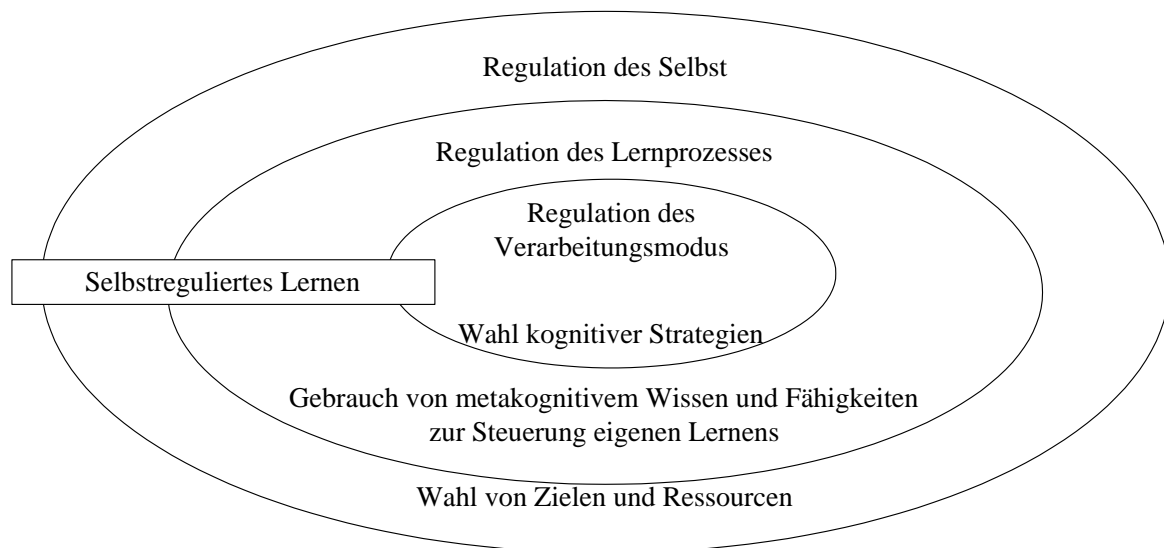 Regulation des Selbst
Regulation des Lernprozesses
Regulation des
Verarbeitungsmodus
Selbstreguliertes Lernen
Wahl kognitiver Strategien
Gebrauch von metakognitivem Wissen und Fähigkeiten
zur Steuerung eigenen Lernens
Wahl von Zielen und Ressourcen